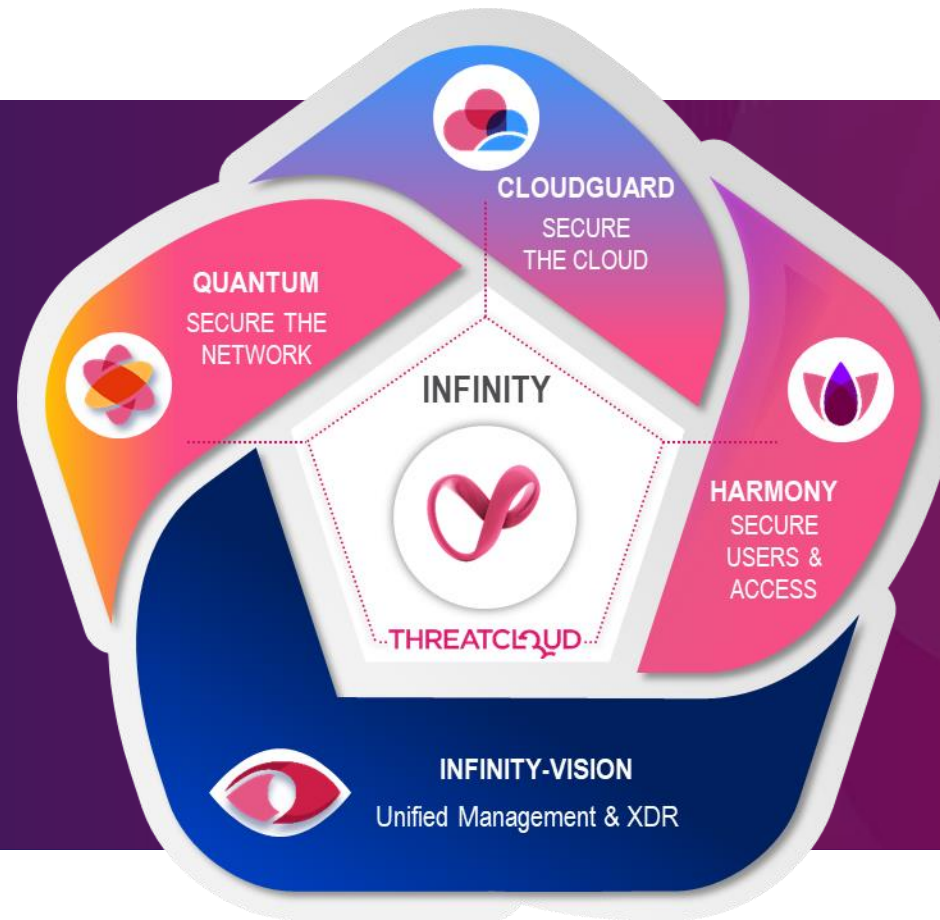 CLOUDGUARD
SECURE
THE CLOUD
QUANTUM
SECURE THE
NETWORK
INFINITY
HARMONY
SECURE
USERS &
ACCESS
THREATCLOUD
INFINITY-VISION
Unified Management & XDR